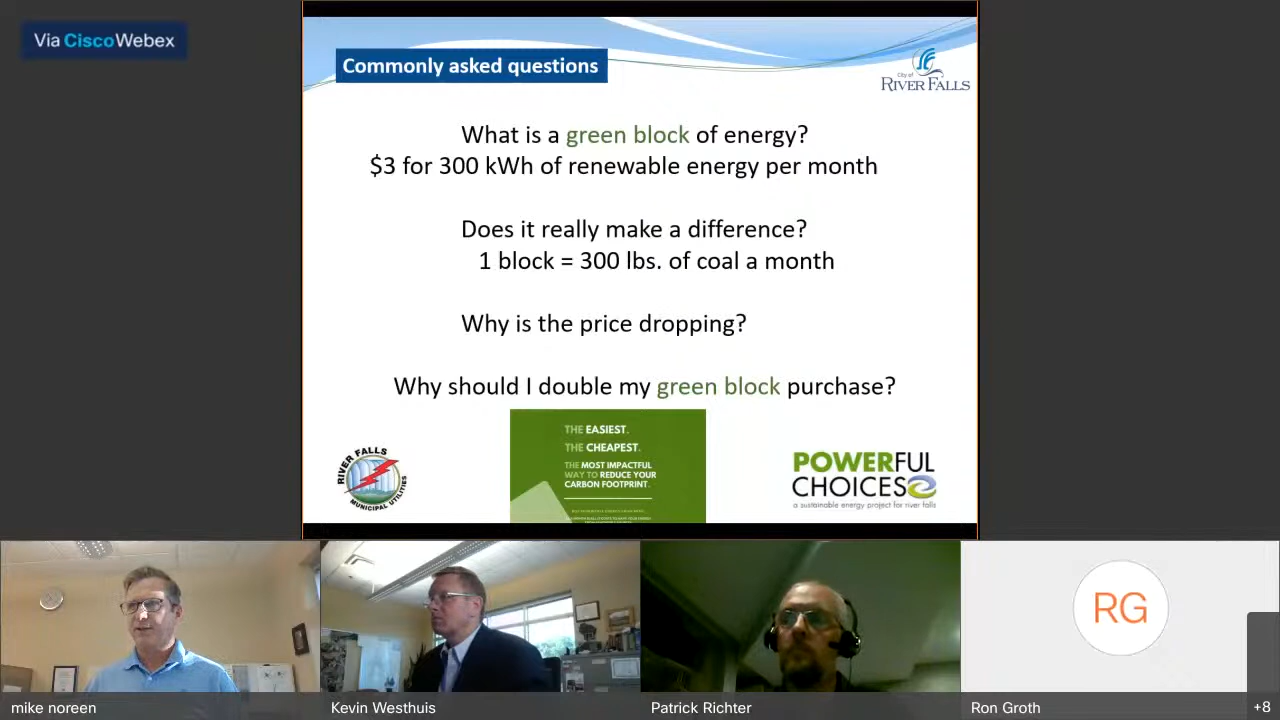 Via Cisco Webex
Commonly asked questions
City of
RIVER FALLS
What is a green block of energy?
$3 for 300 kWh of renewable energy per month
Does it really make a difference?
1 block = 300 lbs. of coal a month
Why is the price dropping?
Why should I double my green block purchase?
THE EASIEST.
THE CHEAPEST.
THE MOST IMPACTFUL
WAY TO REDUCE YOUR
CARBON FOOTPRINT.
RIVER FALLS
MUNICIPAL UTILITIES
POWERFUL
CHOICES
a sustainable energy project for river falls
RG
mike noreen
Kevin Westhuis
Patrick Richter
Ron Groth
+8